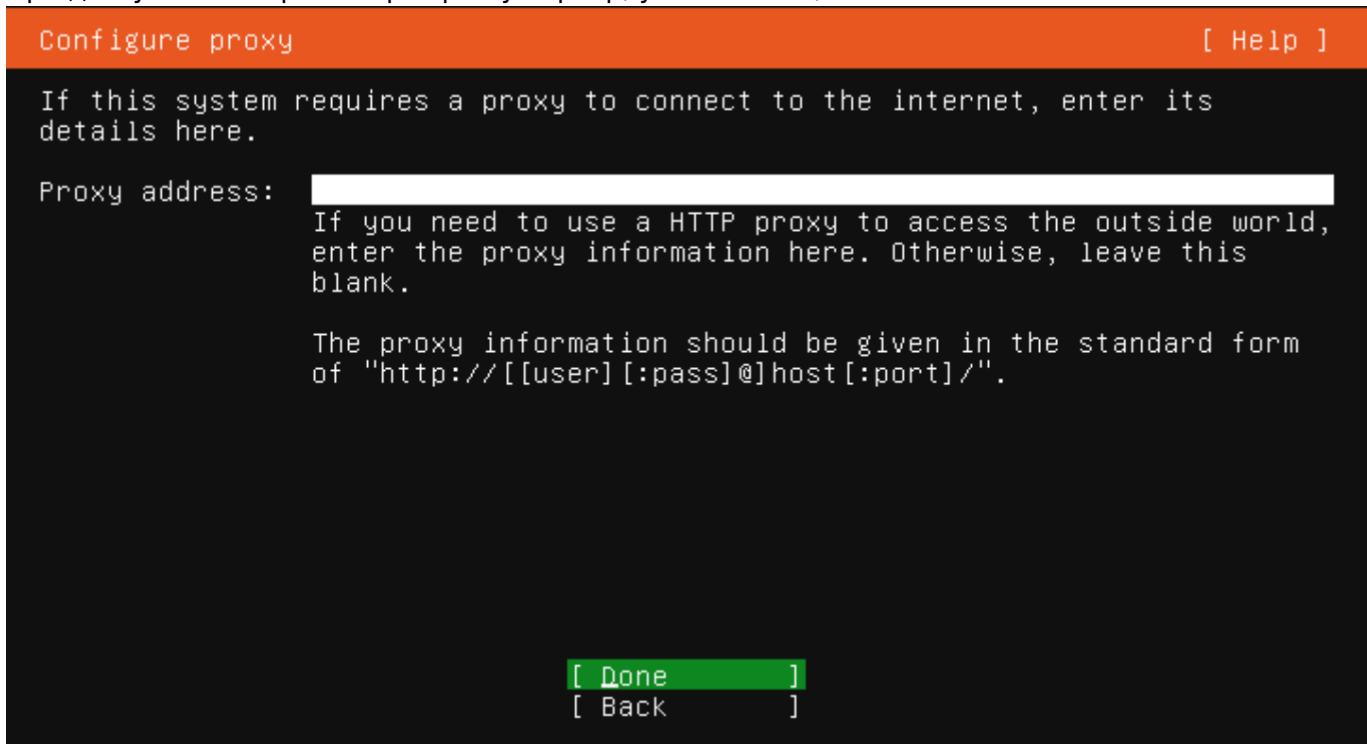 Configure proxy [ Help ]
If this system requires a proxy to connect to the internet, enter its
details here.
Proxy address:
If you need to use a HTTP proxy to access the outside world,
enter the proxy information here. Otherwise, leave this
blank.
The proxy information should be given in the standard form
of "http://[[user][:pass]@]host[:port]/".
[ Done ]
[ Back ]